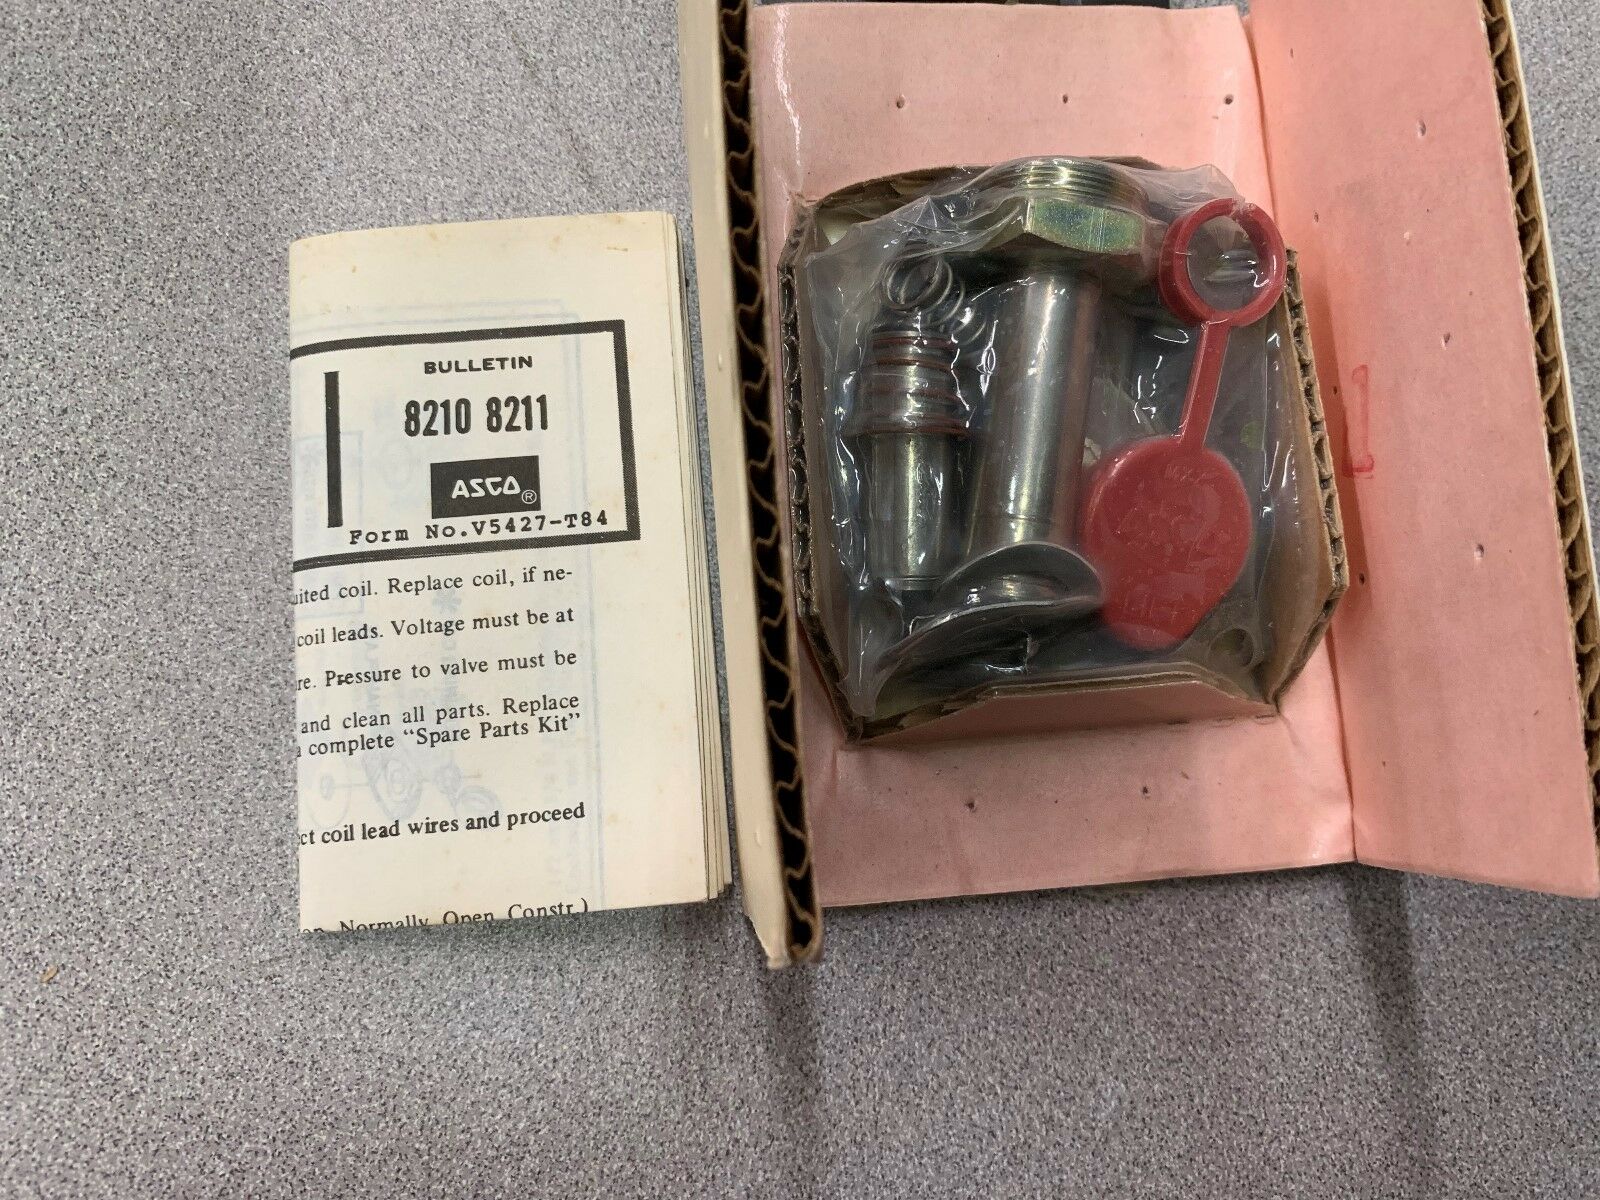 BULLETIN
8210 8211
ASCO®
Form No.V5427-T84
uited coil. Replace coil, if ne-
coil leads. Voltage must be at
re. Pressure to valve must be
and clean all parts. Replace
a complete "Spare Parts Kit"
ct coil lead wires and proceed
on, Normally Open Constr.)